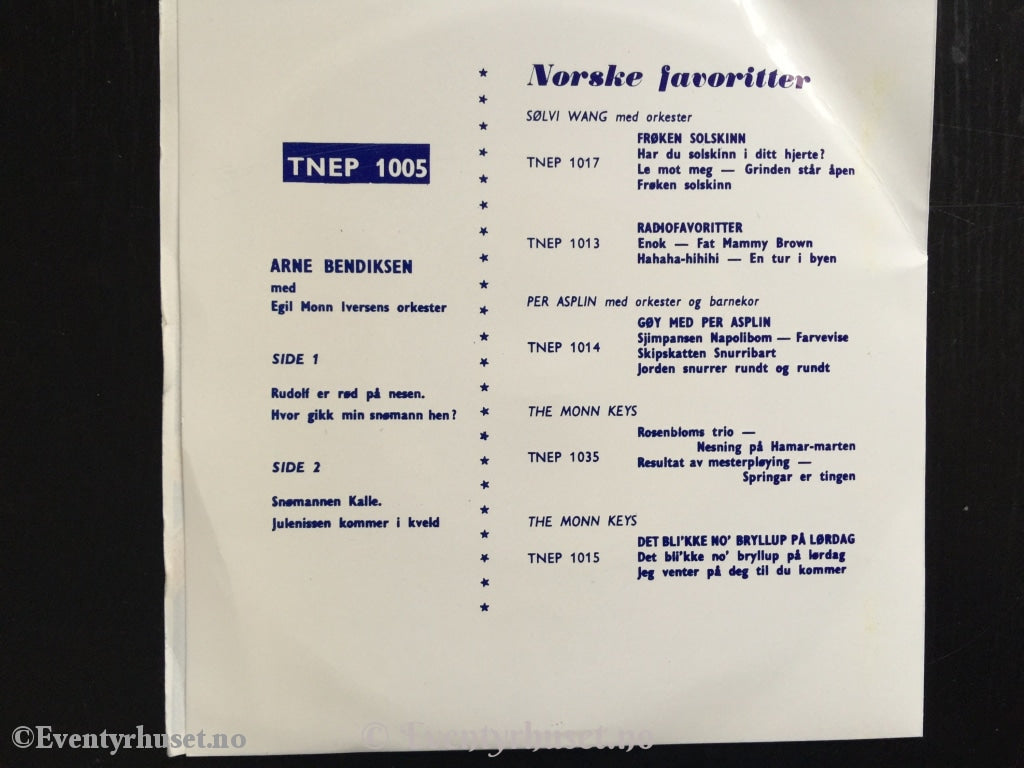 TNEP 1005
ARNE BENDIKSEN
med
Egil Monn Iversens orkester
SIDE 1
Rudolf er rød på nesen.
Hvor gikk min snømann hen?
SIDE 2
Snømannen Kalle.
Julenissen kommer i kveld
Norske favoritter
SØLVI WANG med orkester
FRØKEN SOLSKINN
TNEP 1017
Har du solskinn i ditt hjerte?
Le mot meg — Grinden står åpen
Frøken solskinn
RADIOFAVORITTER
TNEP 1013
Enok — Fat Mammy Brown
Hahaha-hihihi — En tur i byen
PER ASPLIN med orkester og barnekor
GØY MED PER ASPLIN
TNEP 1014
Sjimpansen Napolibom — Farvevise
Skipskatten Snurribart
Jorden snurrer rundt og rundt
THE MONN KEYS
TNEP 1035
Rosenbloms trio —
Nesning på Hamar-marten
Resultat av mesterpløying —
Springar er tingen
THE MONN KEYS
DET BLI'KKE NO' BRYLLUP PÅ LØRDAG
TNEP 1015
Det bli'kke no' bryllup på lørdag
Jeg venter på deg til du kommer
©Eventyrhuset.no
© Eventyrhuset.no